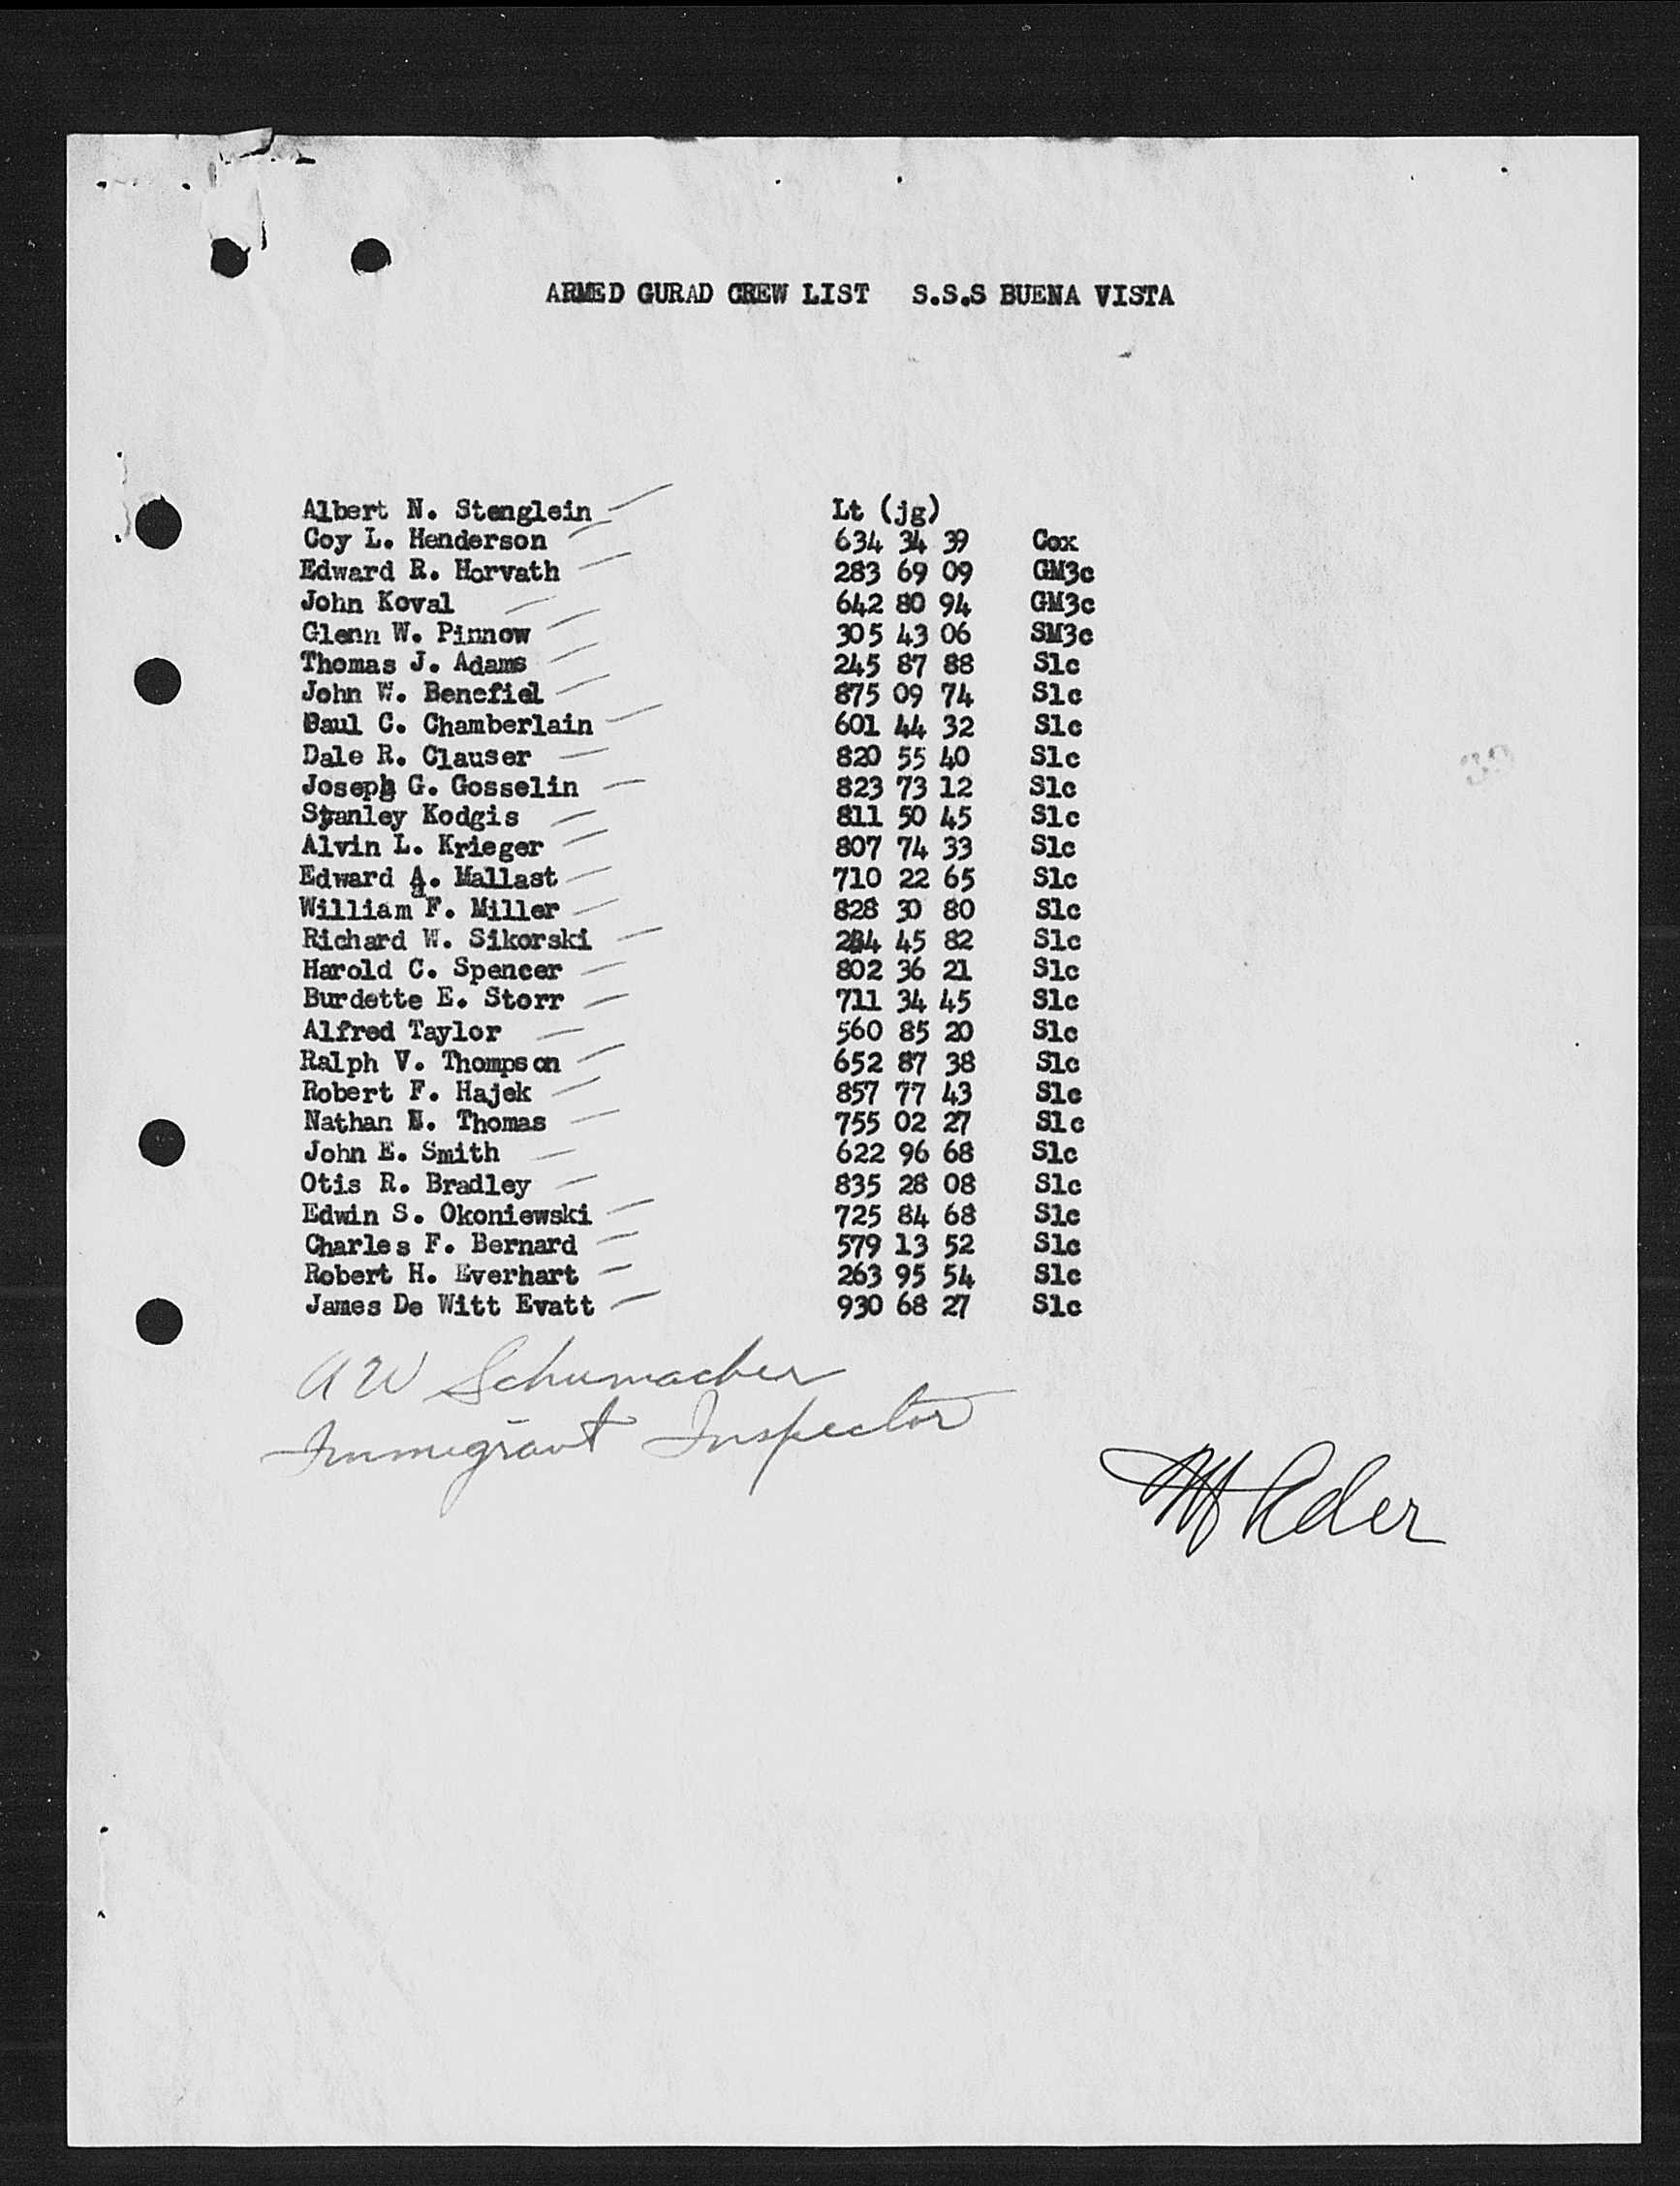 ARMED GURAD CREW LIST S.S.S BUENA VISTA
Albert N. Stenglein Lt (jg)
Coy L. Henderson 634 34 39 Cox
Edward R. Horvath 283 69 09 GM3c
John Koval 642 80 94 GM3c
Glenn W. Pinnow 305 43 06 SM3c
Thomas J. Adams 245 87 88 S1c
John W. Benefiel 875 09 74 S1c
Paul C. Chamberlain 601 44 32 S1c
Dale R. Clauser 820 55 40 S1c
Joseph G. Gosselin 823 73 12 S1c
Stanley Kodgis 811 50 45 S1c
Alvin L. Krieger 807 74 33 S1c
Edward A. Mallast 710 22 65 S1c
William F. Miller 828 30 80 S1c
Richard W. Sikorski 45 82 S1c
Harold C. Spencer 802 36 21 S1c
Burdette E. Storr 711 34 45 S1c
Alfred Taylor 560 85 20 S1c
Ralph V. Thompson 652 87 38 S1c
Robert F. Hajek 857 77 43 S1c
Nathan Thomas 755 02 27 S1c
John E. Smith 622 96 68 S1c
Otis R. Bradley 835 28 08 S1c
Edwin S. Okoniewski 725 84 68 S1c
Charles F. Bernard 579 13 52 S1c
Robert H. Everhart 263 95 54 S1c
James De Witt Evatt 930 68 27 S1c
A W Schumacher
Immigrant Inspector
Ader